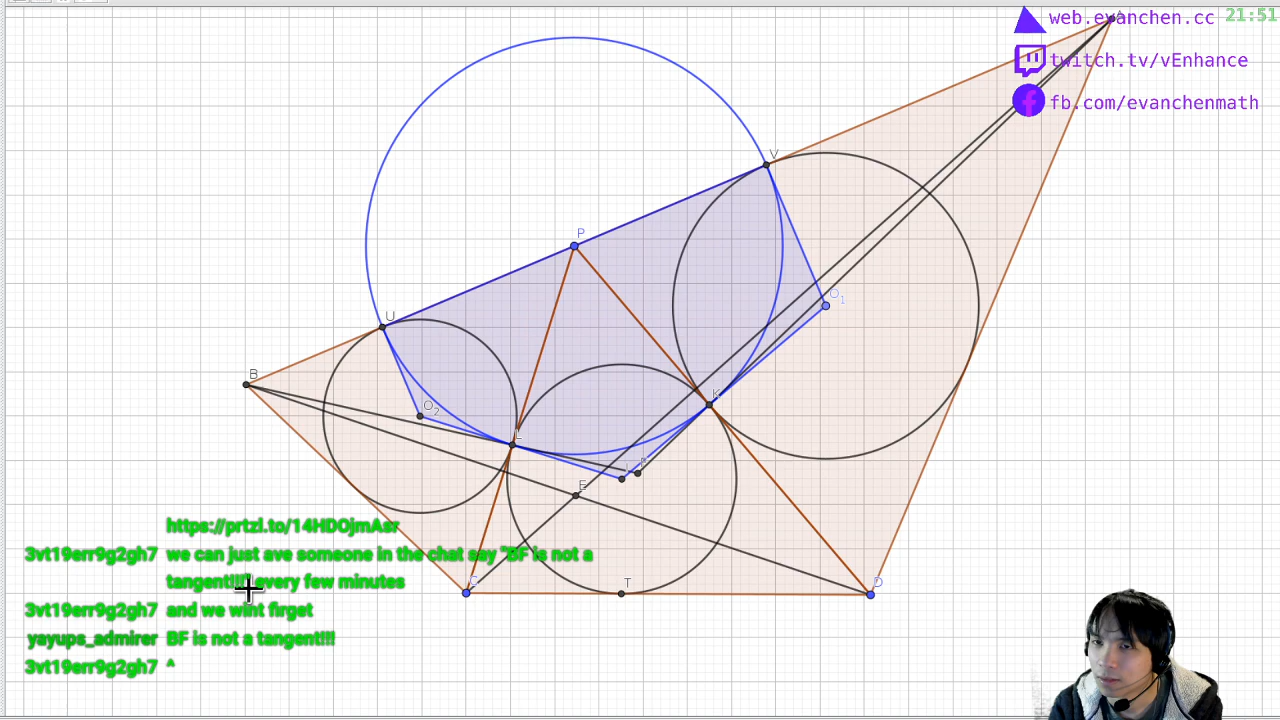 web.evanchen.cc
21:51
twitch.tv/vEnhance
fb.com/evanchenmath
V
P
U
O1
B
O2
K
L
E
C
T
D
https://prtzl.to/14HDOjmAsr
3vt19err9g2gh7 we can just ave someone in the chat say "BF is not a
tangent!!!" every few minutes
3vt19err9g2gh7 and we wint firget
yayups_admirer BF is not a tangent!!!
3vt19err9g2gh7 ^